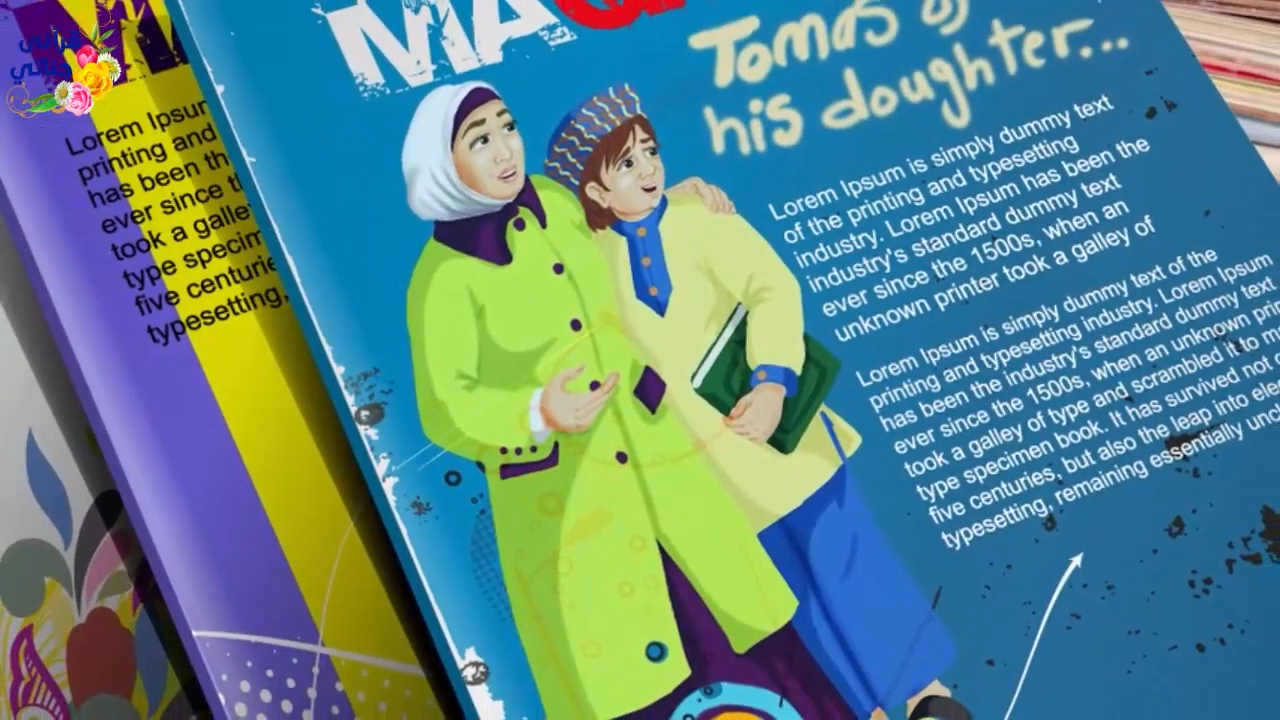 قرآني
جنتي
MAG
Tomas &
his doughter...
Lorem Ipsum is simply dummy text
of the printing and typesetting
industry. Lorem Ipsum has been the
industry's standard dummy text
ever since the 1500s, when an
unknown printer took a galley of
Lorem Ipsum is simply dummy text of the
printing and typesetting industry. Lorem Ipsum
has been the industry's standard dummy text
ever since the 1500s, when an unknown
took a galley of type and scrambled it to
type specimen book. It has survived not
five centuries, but also the leap into
typesetting, remaining essentially
Lorem Ipsum
printing and
has been
ever since
took a
type
five
typesetting,